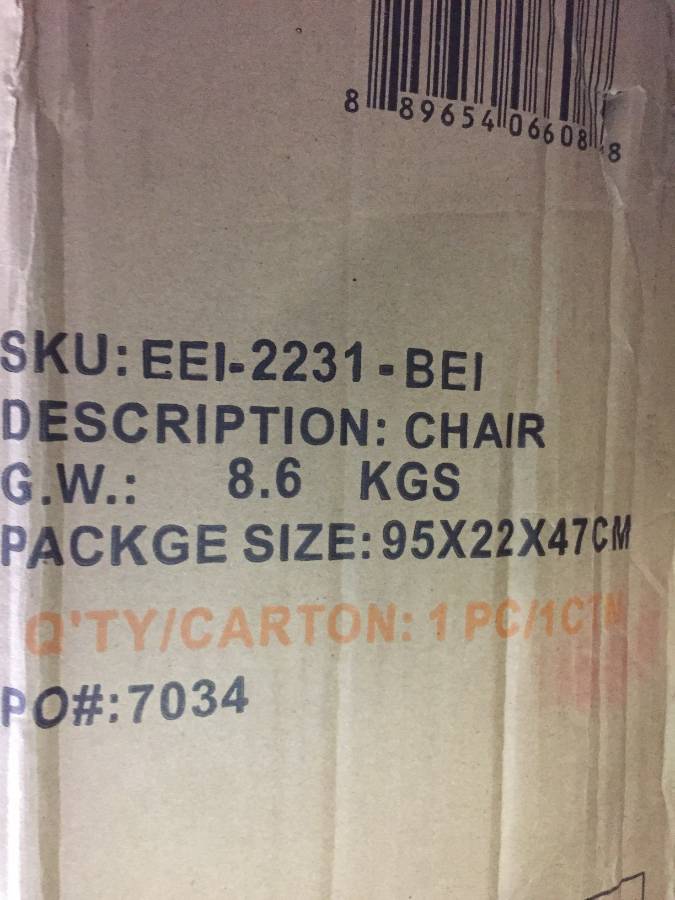 8 89654 06608 8
SKU: EEI-2231-BEI
DESCRIPTION: CHAIR
G.W.: 8.6 KGS
PACKGE SIZE: 95X22X47CM
Q'TY/CARTON: 1 PC/1CTN
PO#:7034